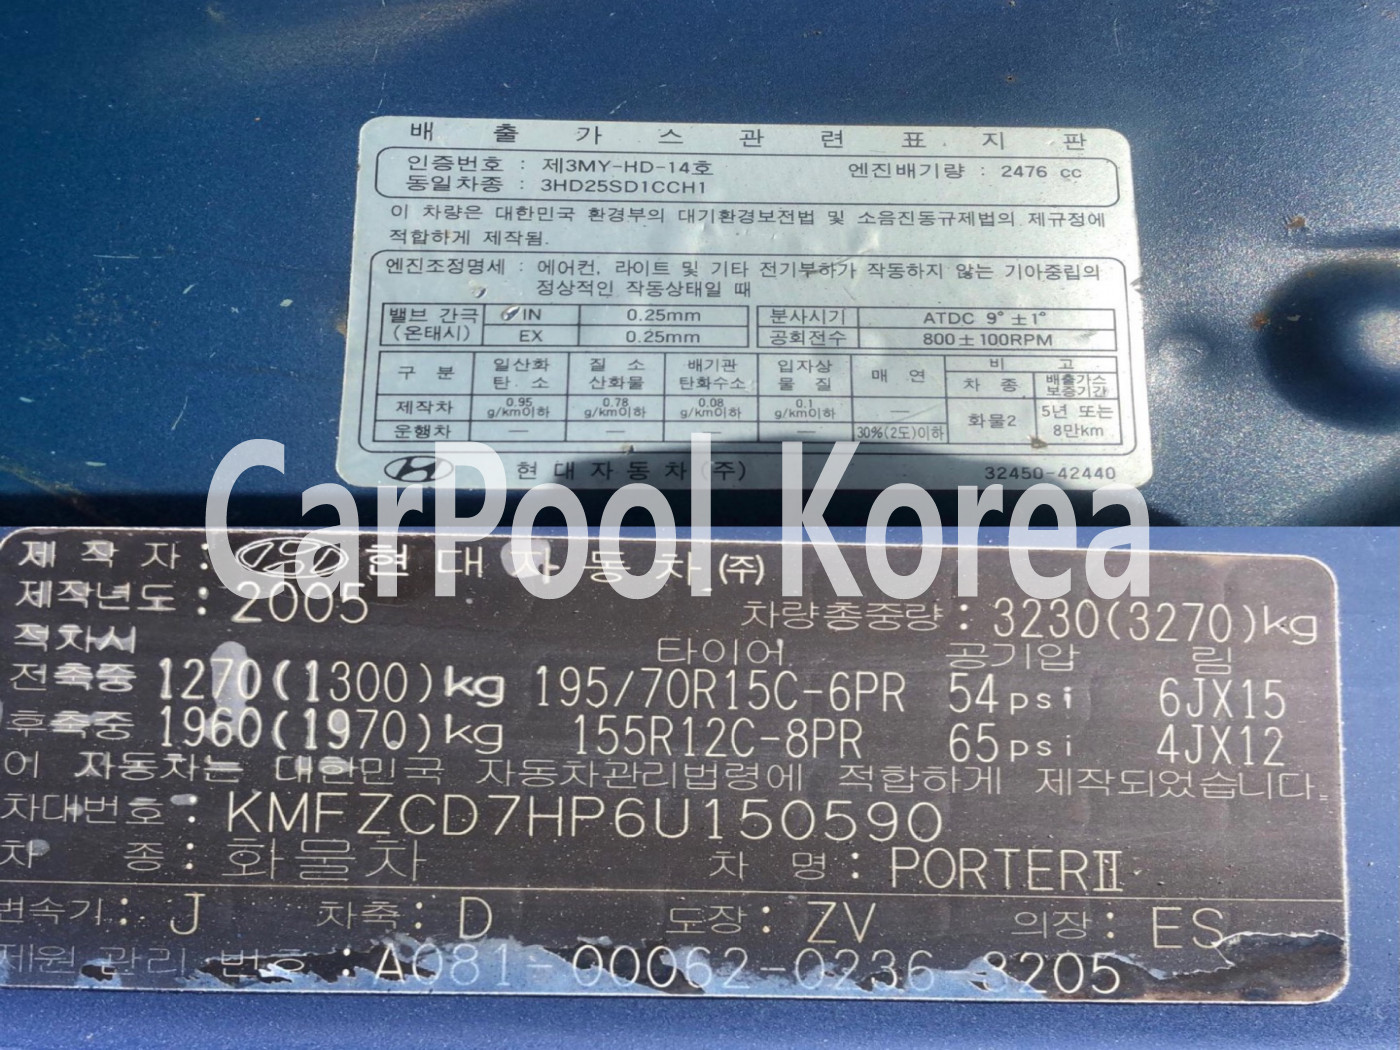 배 출 가 스 관 련 표 지 판
인증번호 : 제3MY-HD-14호 엔진배기량 : 2476 cc
동일차종 : 3HD25SD1CCH1
이 차량은 대한민국 환경부의 대기환경보전법 및 소음진동규제법의 제규정에
적합하게 제작됨.
엔진조정명세 : 에어컨, 라이트 및 기타 전기부하가 작동하지 않는 기아중립의
정상적인 작동상태일 때
밸브 간극 (온태시) IN 0.25mm 분사시기 ATDC 9° ±1°
EX 0.25mm 공회전수 800±100RPM
구 분 일산화 탄 소 질 소 산화물 배기관 탄화수소 입자상 물 질 매 연 비 고
차 종 배출가스 보증기간
제작차 0.95 g/km이하 0.78 g/km이하 0.08 g/km이하 0.1 g/km이하 — 화물2 5년 또는 8만km
운행차 — — — — 30%(2도)이하
현 대 자 동 차 (주) 32450-42440
CarPool Korea
제 작 자 : 현 대 자 동 차 (주)
제작년도 : 2005 차량총중량 : 3230(3270)kg
적차시 타이어 공기압 림
전축중 1270(1300)kg 195/70R15C-6PR 54psi 6JX15
후축중 1960(1970)kg 155R12C-8PR 65psi 4JX12
이 자동차는 대한민국 자동차관리법령에 적합하게 제작되었습니다.
차대번호 : KMFZCD7HP6U150590
차 종 : 화물차 차 명 : PORTERⅡ
변속기 : J 차축 : D 도장 : ZV 의장 : ES
제원 관리 번호 : A081-00062-0236-3205